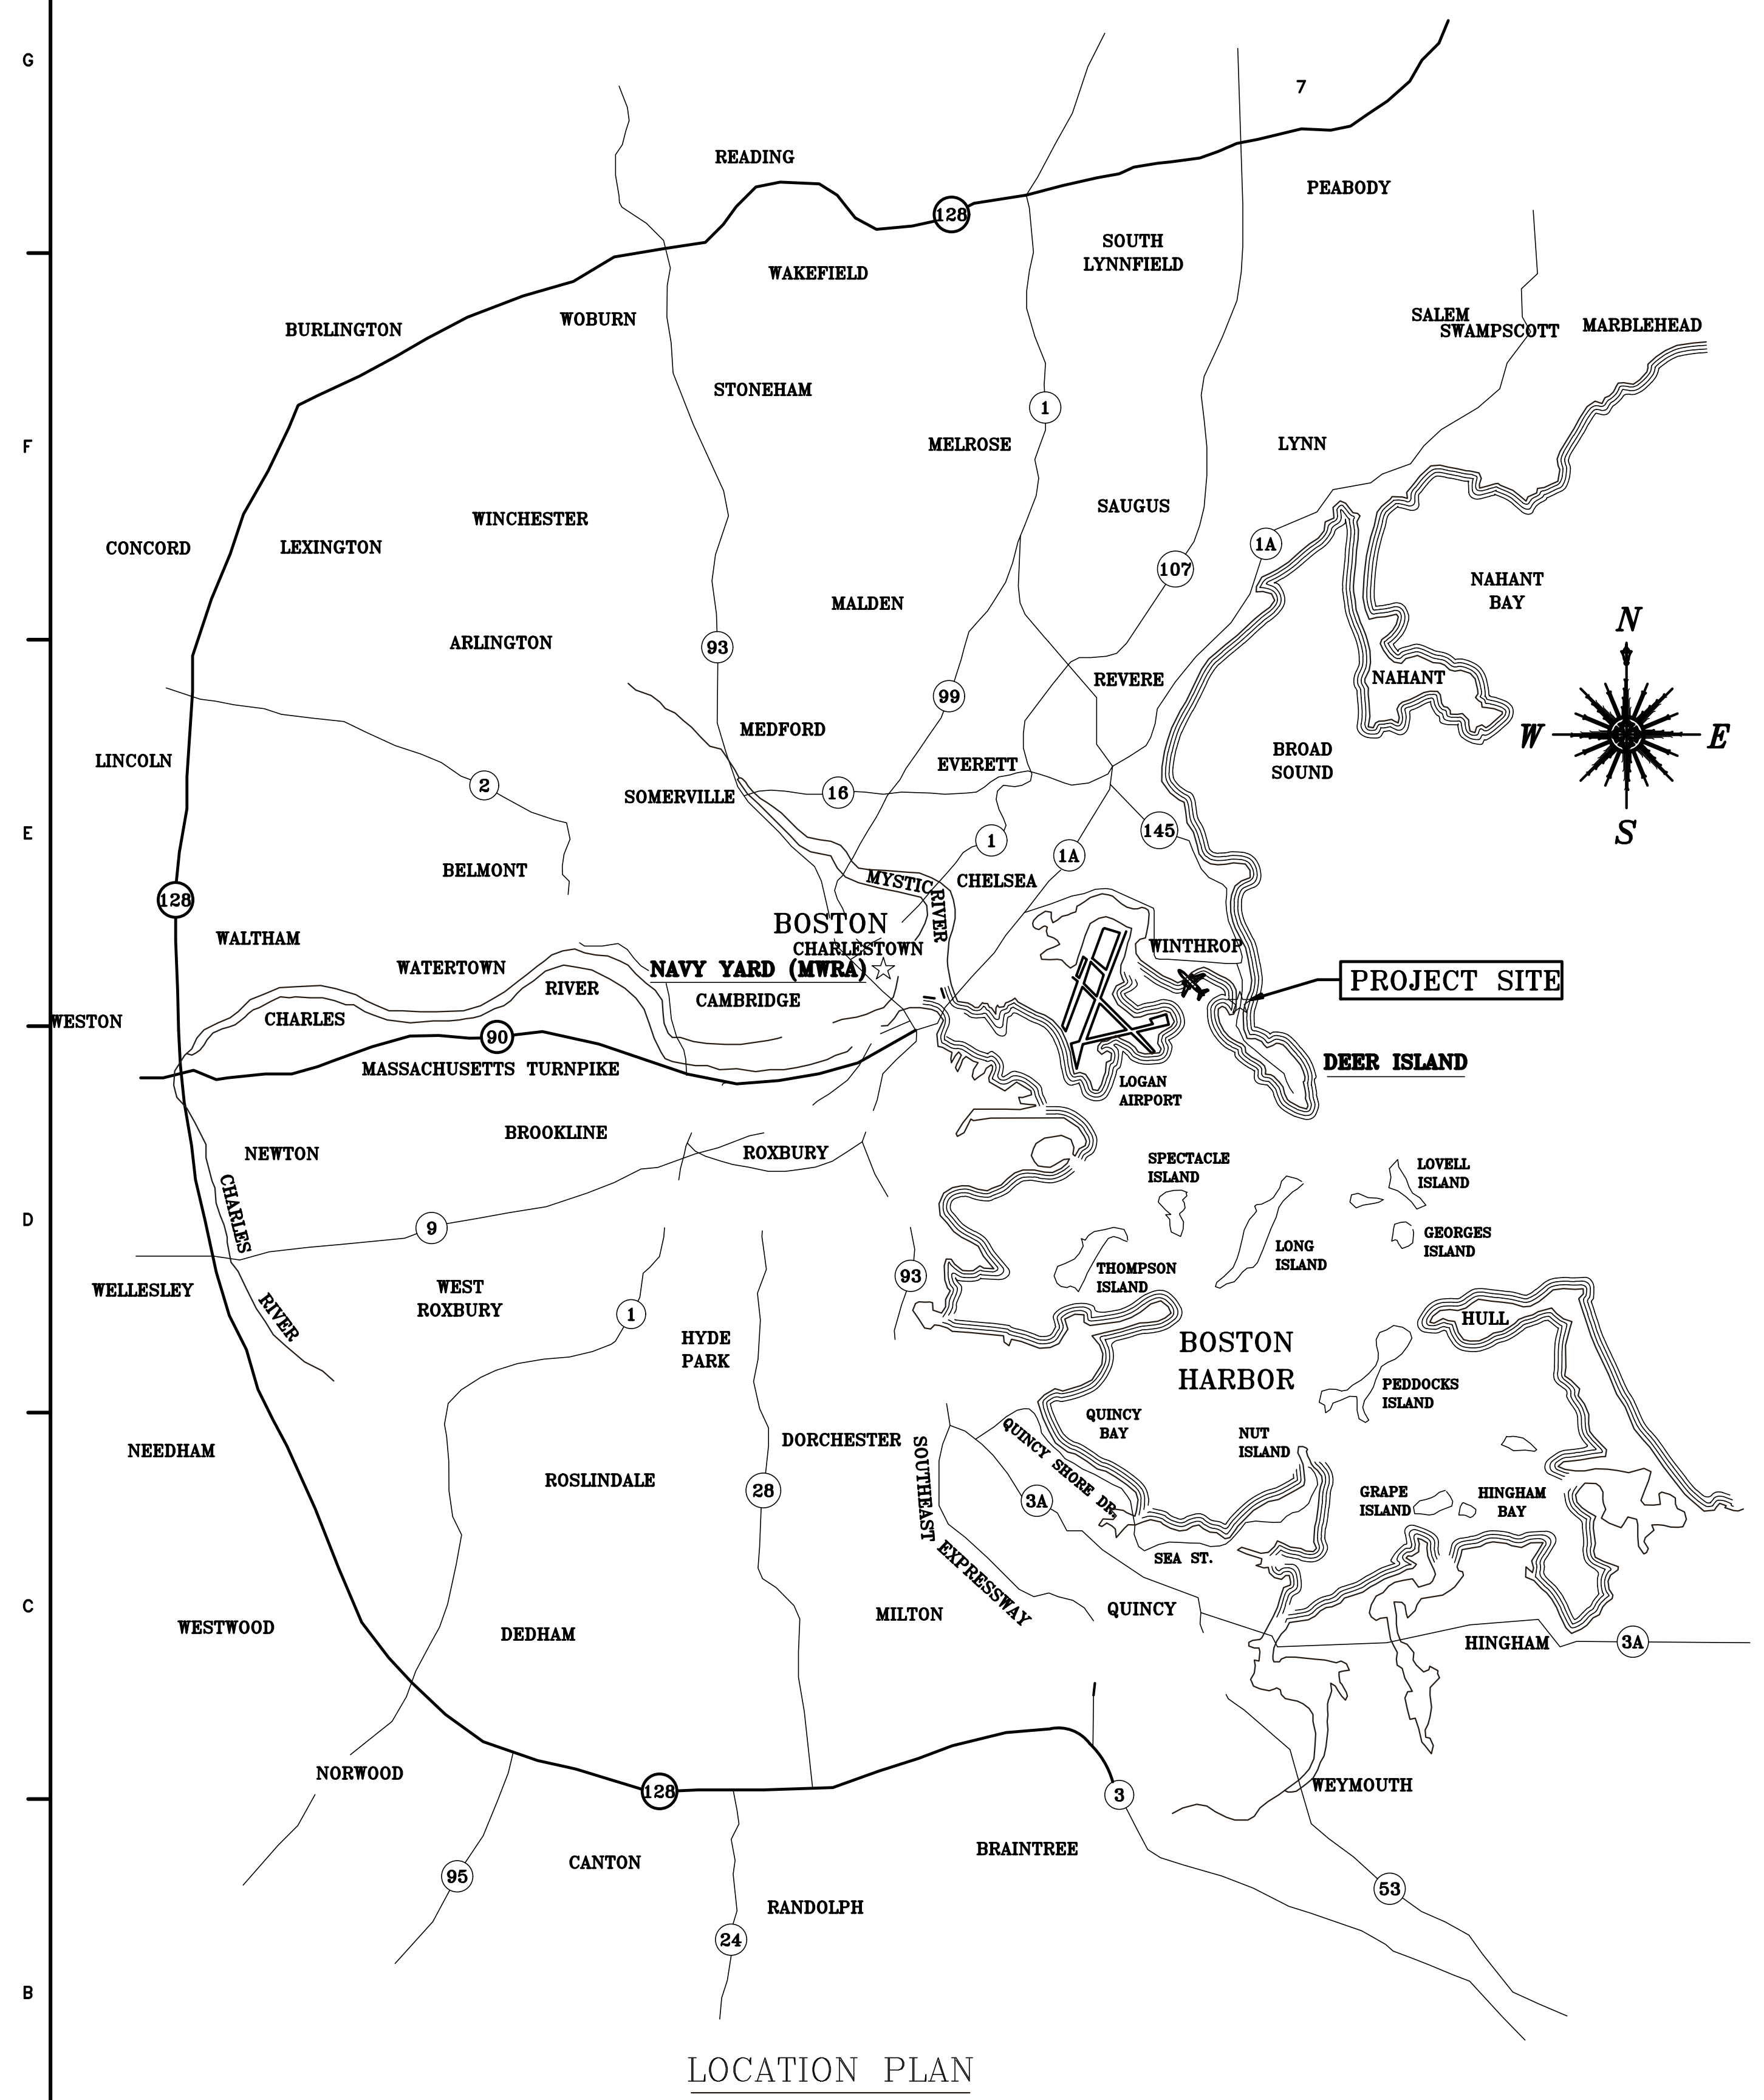 G
7
READING
PEABODY
128
SOUTH
LYNNFIELD
WAKEFIELD
SALEM
SWAMPSCOTT
MARBLEHEAD
WOBURN
BURLINGTON
STONEHAM
1
F
MELROSE
LYNN
SAUGUS
WINCHESTER
CONCORD
LEXINGTON
1A
107
NAHANT
BAY
MALDEN
N
ARLINGTON
93
REVERE
NAHANT
99
MEDFORD
W
E
BROAD
SOUND
LINCOLN
EVERETT
2
16
SOMERVILLE
E
145
S
1
1A
BELMONT
MYSTIC
RIVER
CHELSEA
128
BOSTON
WALTHAM
CHARLESTOWN
WINTHROP
WATERTOWN
NAVY YARD (MWRA)
PROJECT SITE
RIVER
CAMBRIDGE
WESTON
CHARLES
90
MASSACHUSETTS TURNPIKE
DEER ISLAND
LOGAN
AIRPORT
BROOKLINE
NEWTON
ROXBURY
SPECTACLE
ISLAND
LOVELL
ISLAND
CHARLES
RIVER
D
9
GEORGES
ISLAND
LONG
ISLAND
93
THOMPSON
ISLAND
WELLESLEY
WEST
ROXBURY
1
HULL
HYDE
PARK
BOSTON
HARBOR
PEDDOCKS
ISLAND
QUINCY
BAY
NUT
ISLAND
NEEDHAM
DORCHESTER
QUINCY SHORE DR.
ROSLINDALE
28
SOUTHEAST EXPRESSWAY
3A
GRAPE
ISLAND
HINGHAM
BAY
SEA ST.
C
MILTON
QUINCY
WESTWOOD
DEDHAM
HINGHAM
3A
NORWOOD
128
3
WEYMOUTH
BRAINTREE
CANTON
95
53
RANDOLPH
24
B
LOCATION PLAN